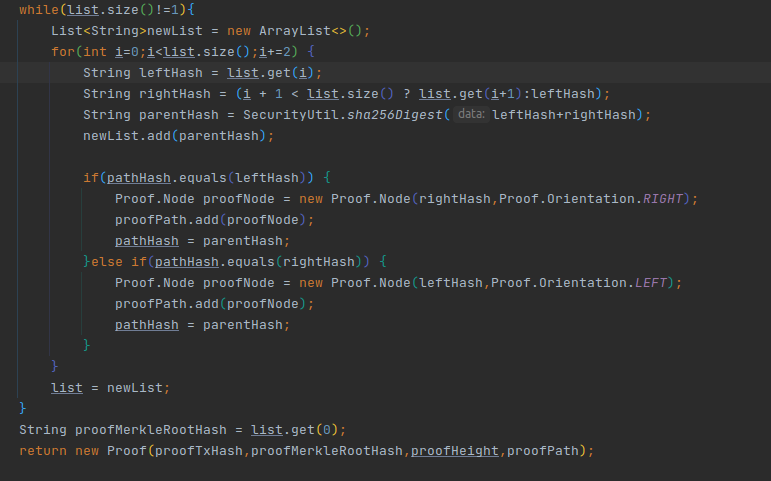 while(list.size()!=1){
    List<String>newList = new ArrayList<>();
    for(int i=0;i<list.size();i+=2) {
        String leftHash = list.get(i);
        String rightHash = (i + 1 < list.size() ? list.get(i+1):leftHash);
        String parentHash = SecurityUtil.sha256Digest( data: leftHash+rightHash);
        newList.add(parentHash);

        if(pathHash.equals(leftHash)) {
            Proof.Node proofNode = new Proof.Node(rightHash,Proof.Orientation.RIGHT);
            proofPath.add(proofNode);
            pathHash = parentHash;
        }else if(pathHash.equals(rightHash)) {
            Proof.Node proofNode = new Proof.Node(leftHash,Proof.Orientation.LEFT);
            proofPath.add(proofNode);
            pathHash = parentHash;
        }
    }
    list = newList;
}
String proofMerkleRootHash = list.get(0);
return new Proof(proofTxHash,proofMerkleRootHash,proofHeight,proofPath);